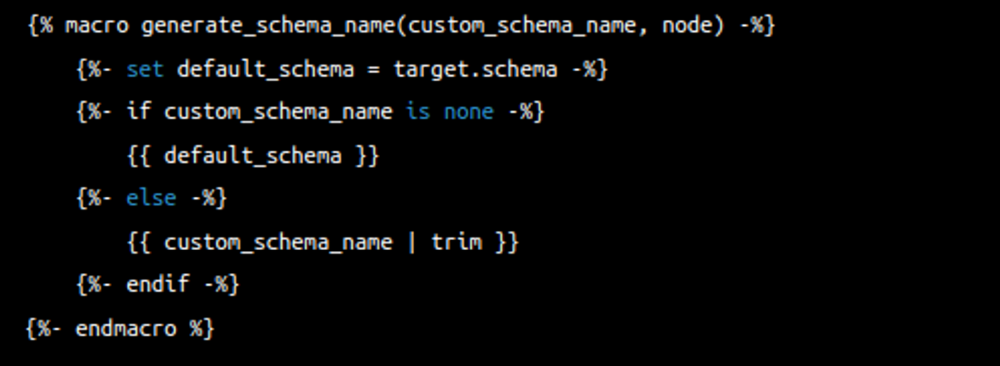 {% macro generate_schema_name(custom_schema_name, node) -%}
{%- set default_schema = target.schema -%}
{%- if custom_schema_name is none -%}
{{ default_schema }}
{%- else -%}
{{ custom_schema_name | trim }}
{%- endif -%}
{%- endmacro %}